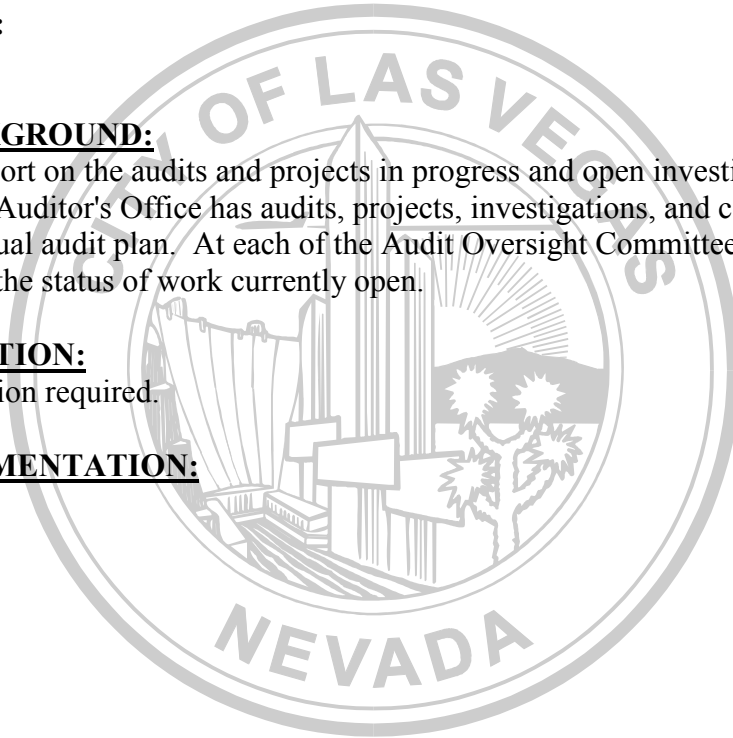 :
GROUND:
ort on the audits and projects in progress and open investi
Auditor's Office has audits, projects, investigations, and c
ual audit plan.  At each of the Audit Oversight Committee
the status of work currently open.
TION:
ion required.
MENTATION:
CITY OF LAS VEGAS
NEVADA